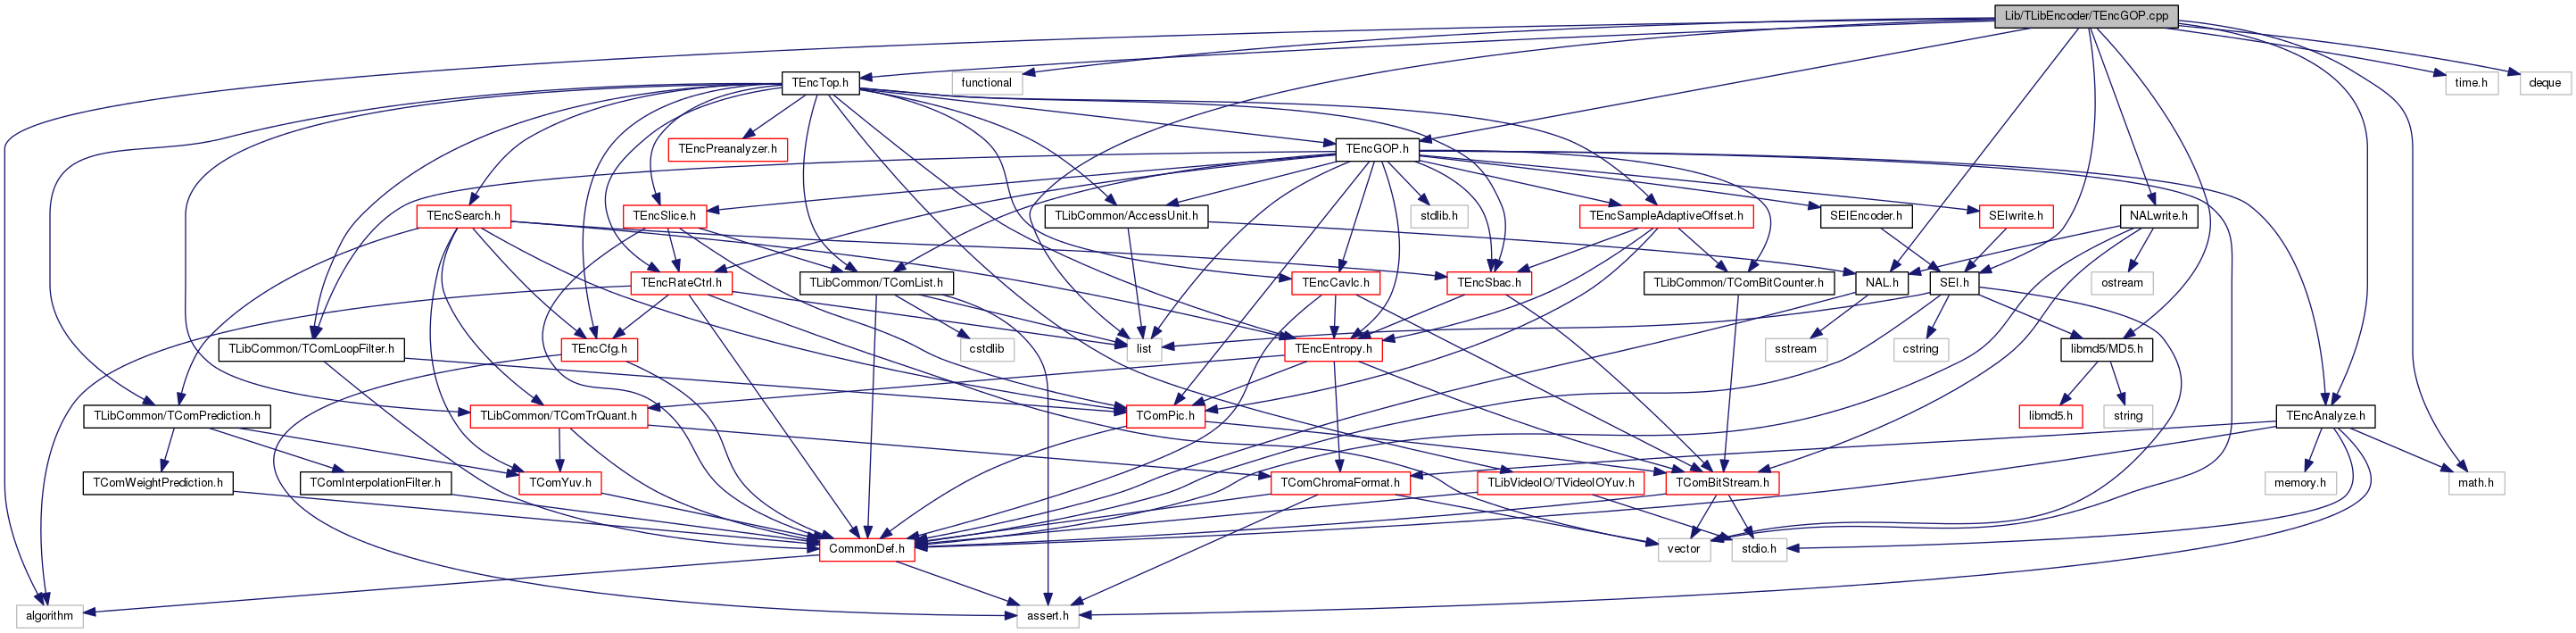 Lib/TLibEncoder/TEncGOP.cpp
TEncTop.h
functional
time.h
deque
TEncPreanalyzer.h
TEncGOP.h
TEncSearch.h
TEncSlice.h
TLibCommon/AccessUnit.h
stdlib.h
TEncSampleAdaptiveOffset.h
SEIEncoder.h
SEIwrite.h
NALwrite.h
TEncRateCtrl.h
TLibCommon/TComList.h
TEncCavlc.h
TEncSbac.h
TLibCommon/TComBitCounter.h
NAL.h
SEI.h
ostream
TLibCommon/TComLoopFilter.h
TEncCfg.h
cstdlib
list
TEncEntropy.h
sstream
cstring
libmd5/MD5.h
TLibCommon/TComPrediction.h
TLibCommon/TComTrQuant.h
TComPic.h
libmd5.h
string
TEncAnalyze.h
TComWeightPrediction.h
TComInterpolationFilter.h
TComYuv.h
TComChromaFormat.h
TLibVideoIO/TVideoIOYuv.h
TComBitStream.h
memory.h
math.h
CommonDef.h
vector
stdio.h
algorithm
assert.h